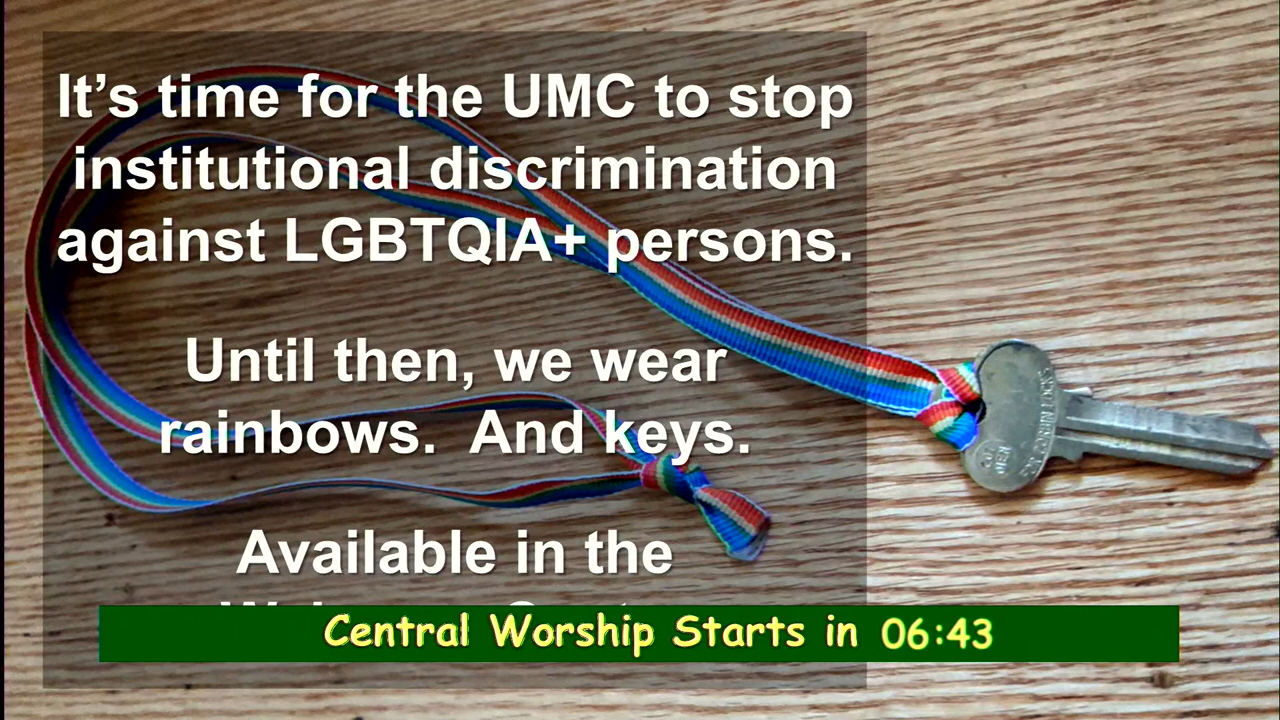 It’s time for the UMC to stop
institutional discrimination
against LGBTQIA+ persons.
Until then, we wear
rainbows. And keys.
Available in the
Central Worship Starts in 06:43